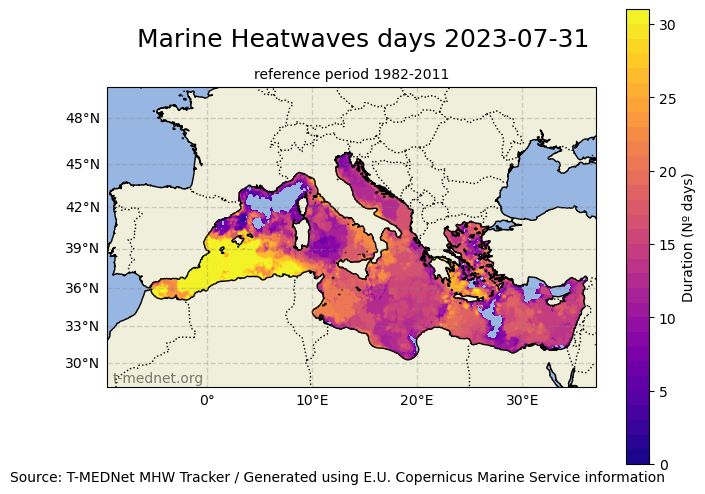 Marine Heatwaves days 2023-07-31
reference period 1982-2011
48°N
45°N
42°N
39°N
36°N
33°N
30°N
t-mednet.org
0°
10°E
20°E
30°E
30
25
20
15
10
5
0
Duration (Nº days)
Source: T-MEDNet MHW Tracker / Generated using E.U. Copernicus Marine Service information